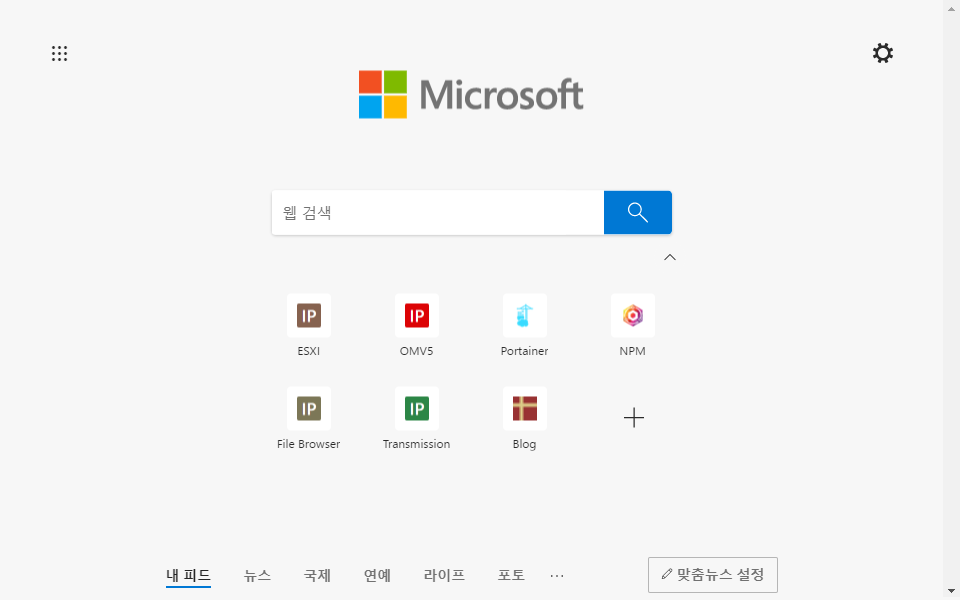 Microsoft
웹 검색
IP IP
ESXI OMV5 Portainer NPM
IP IP
File Browser Transmission Blog
내 피드 뉴스 국제 연예 라이프 포토 ··· 맞춤뉴스 설정